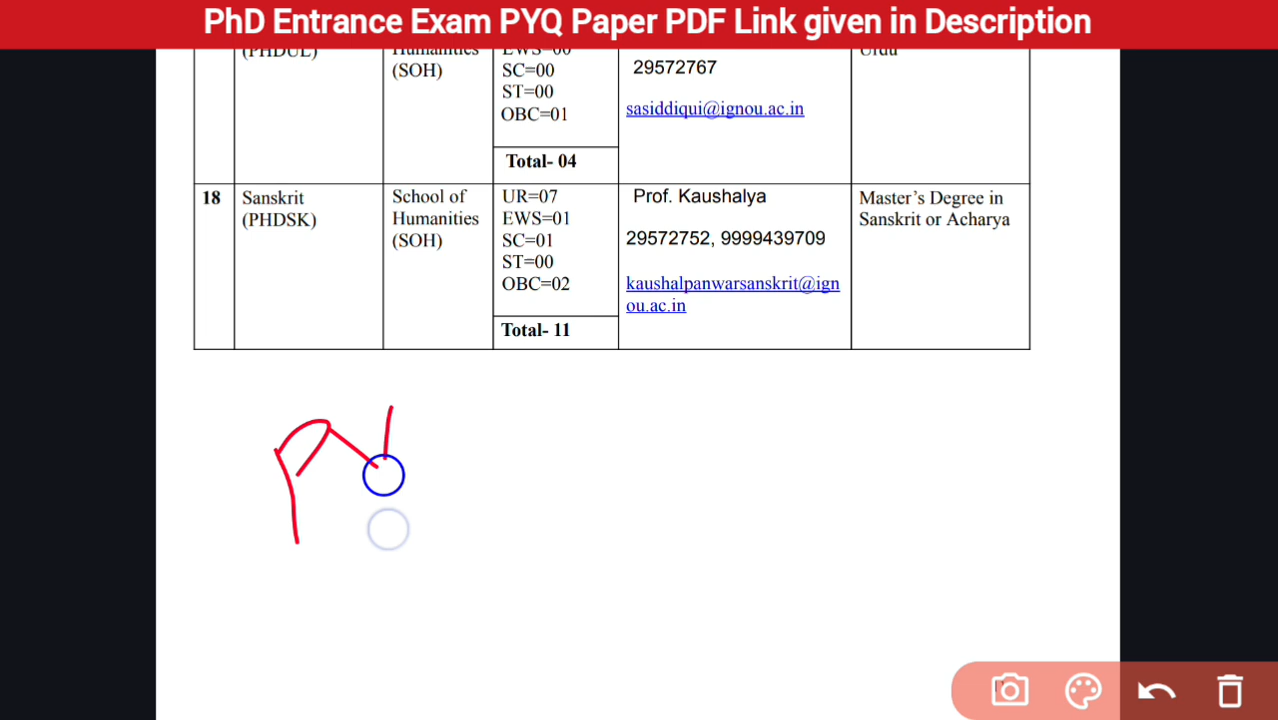 PhD Entrance Exam PYQ Paper PDF Link given in Description
(PHDUL)
Humanities
(SOH)
EWS=00
SC=00
ST=00
OBC=01
Total- 04
29572767
sasiddiqui@ignou.ac.in
Urdu
18
Sanskrit
(PHDSK)
School of
Humanities
(SOH)
UR=07
EWS=01
SC=01
ST=00
OBC=02
Total- 11
Prof. Kaushalya
29572752, 9999439709
kaushalpanwarsanskrit@ign
ou.ac.in
Master’s Degree in
Sanskrit or Acharya